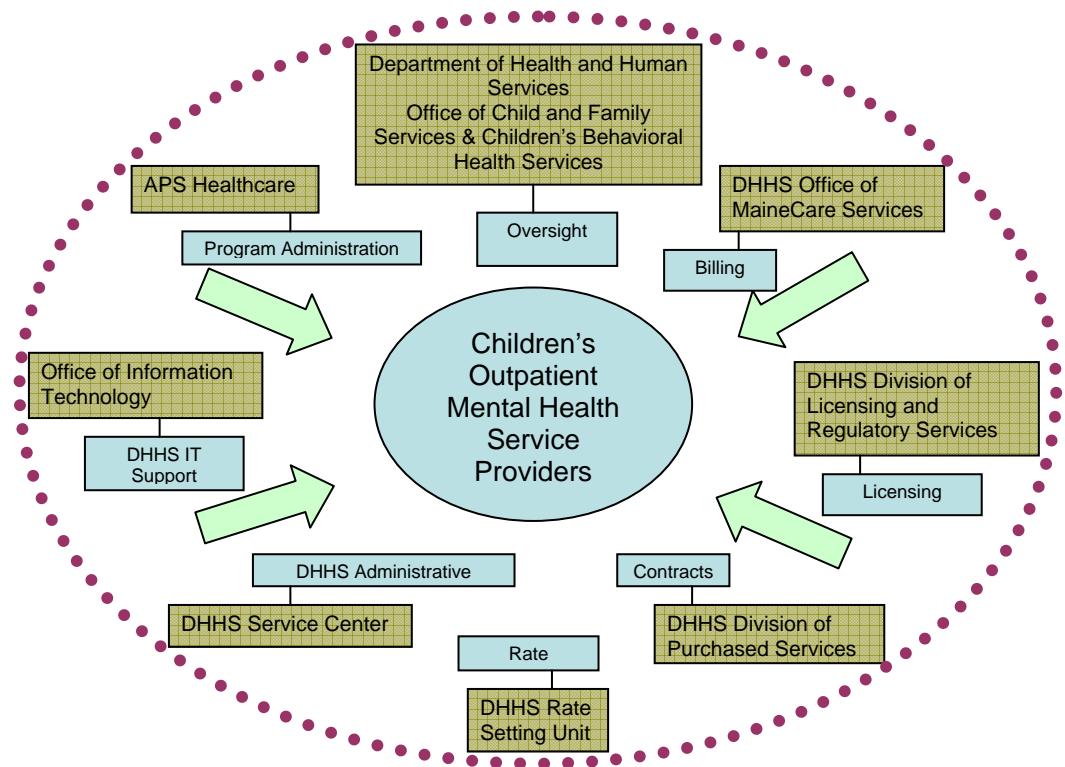 Department of Health and Human
Services
Office of Child and Family
Services & Children's Behavioral
Health Services
Oversight
APS Healthcare
Program Administration
DHHS Office of
MaineCare Services
Billing
Children's
Outpatient
Mental Health
Service
Providers
Office of Information
Technology
DHHS IT
Support
DHHS Division of
Licensing and
Regulatory Services
Licensing
DHHS Administrative
DHHS Service Center
Contracts
DHHS Division of
Purchased Services
Rate
DHHS Rate
Setting Unit